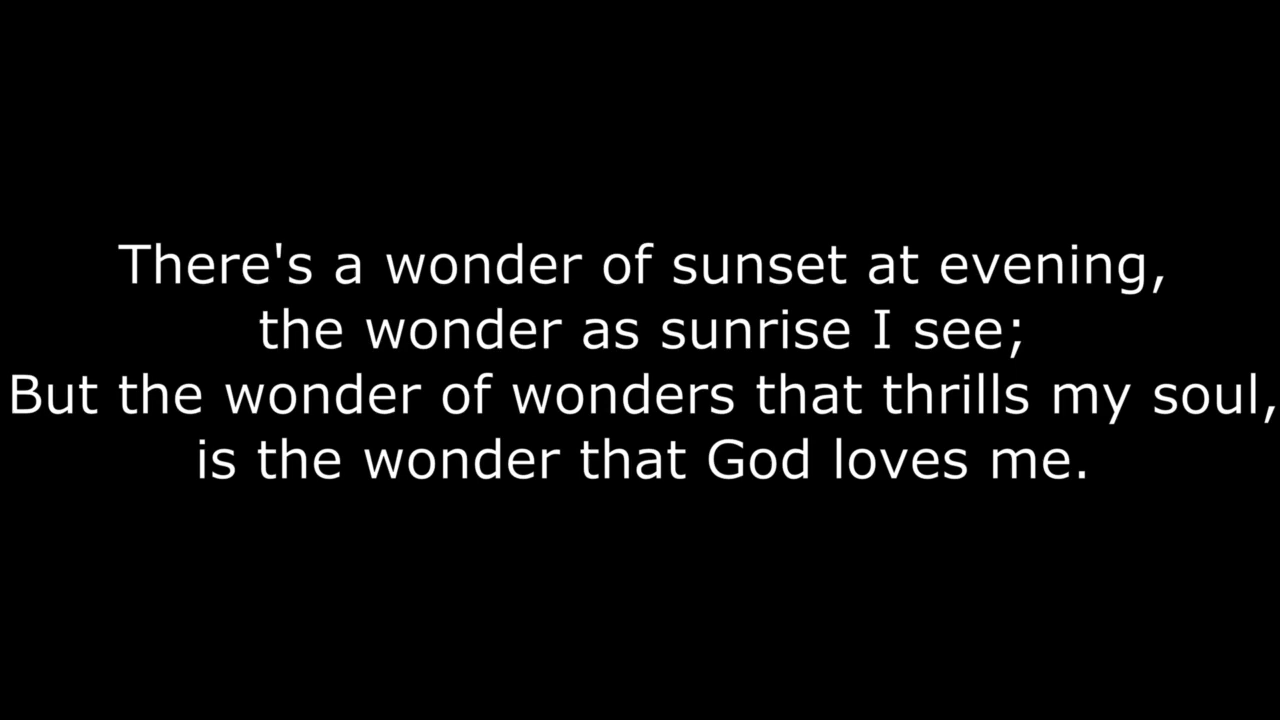 There's a wonder of sunset at evening,
the wonder as sunrise I see;
But the wonder of wonders that thrills my soul,
is the wonder that God loves me.